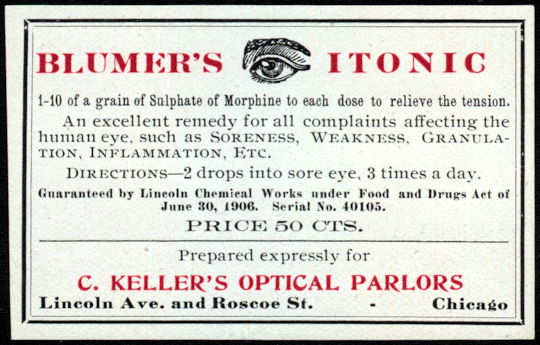 BLUMER'S ITONIC
1-10 of a grain of Sulphate of Morphine to each dose to relieve the tension.
An excellent remedy for all complaints affecting the
human eye, such as SORENESS, WEAKNESS, GRANULA-
TION, INFLAMMATION, ETC.
DIRECTIONS—2 drops into sore eye, 3 times a day.
Guaranteed by Lincoln Chemical Works under Food and Drugs Act of
June 30, 1906. Serial No. 40105.
PRICE 50 CTS.
Prepared expressly for
C. KELLER'S OPTICAL PARLORS
Lincoln Ave. and Roscoe St. - Chicago